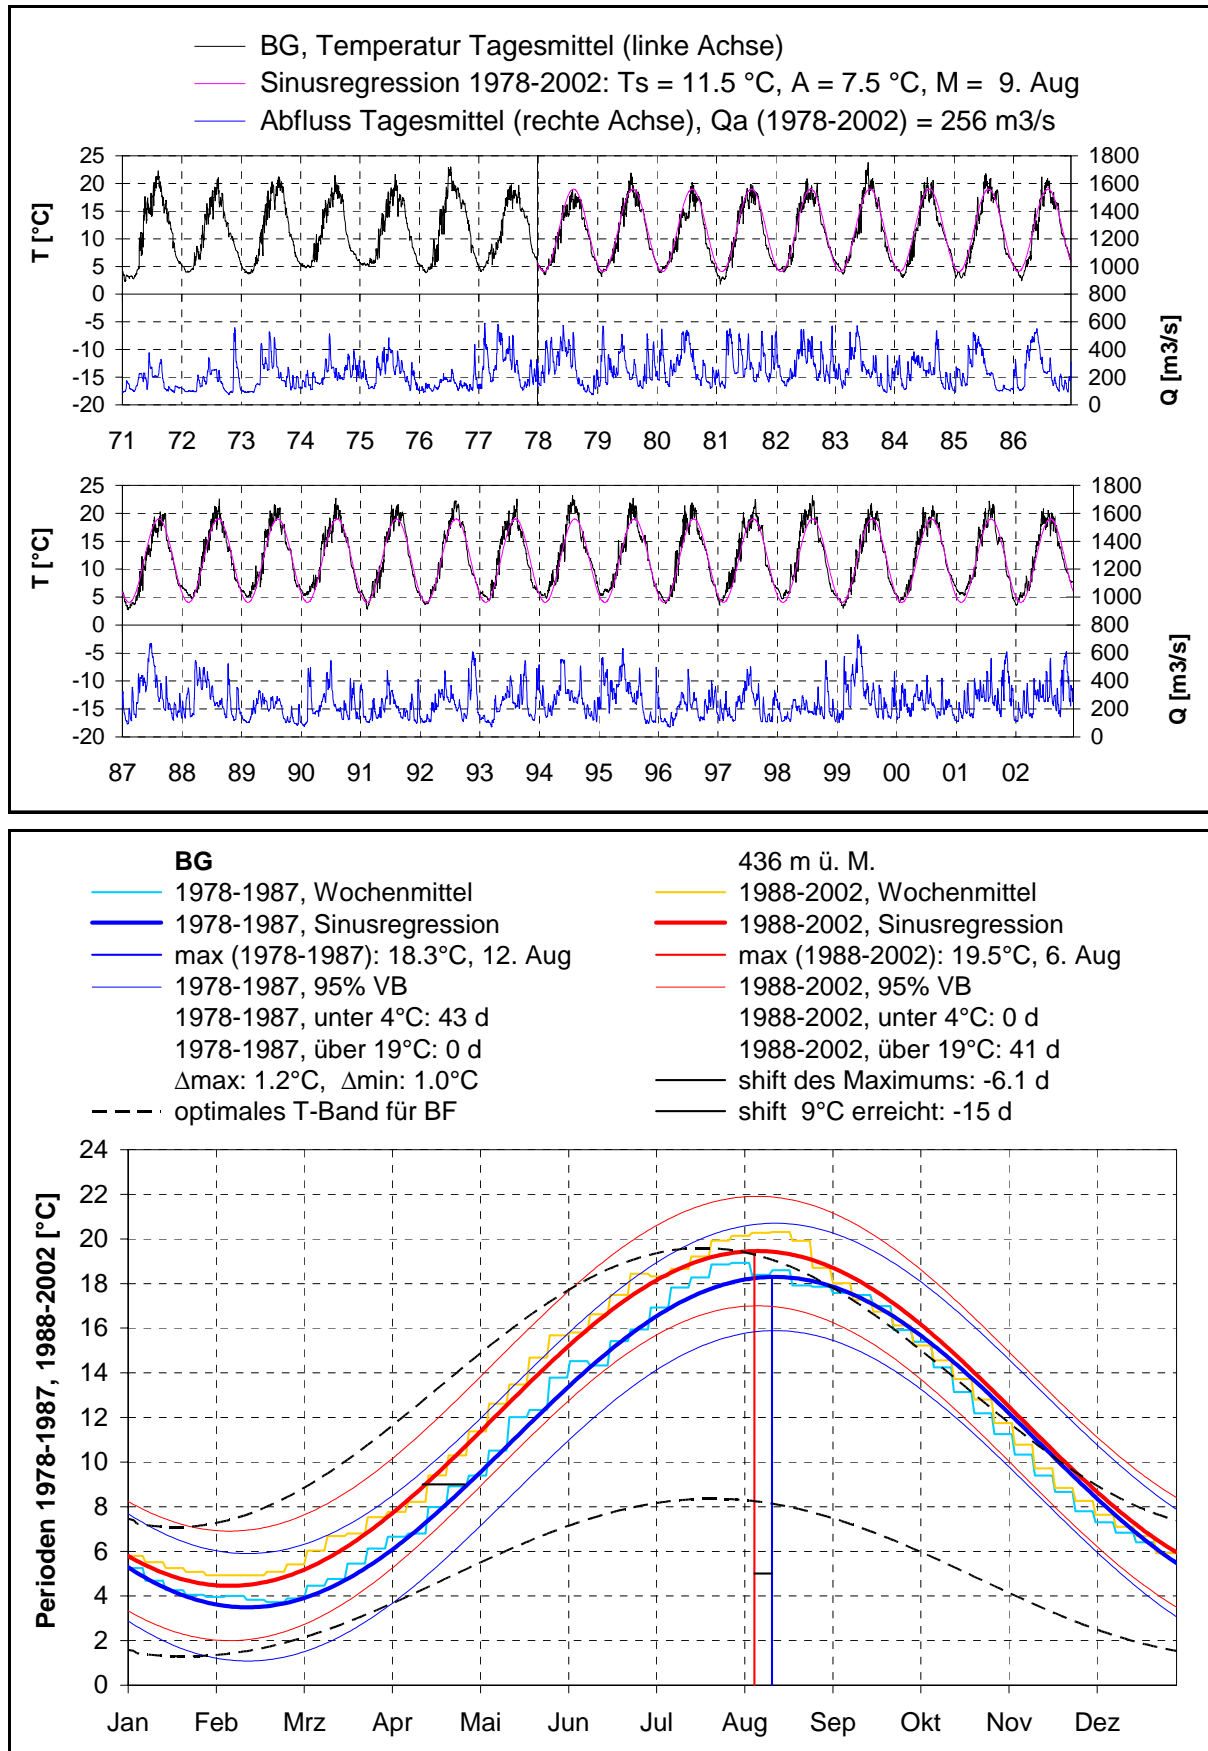 BG, Temperatur Tagesmittel (linke Achse)
Sinusregression 1978-2002: Ts = 11.5 °C, A = 7.5 °C, M = 9. Aug
Abfluss Tagesmittel (rechte Achse), Qa (1978-2002) = 256 m3/s
25 1800
20 1600
15 1400
10 1200
5 1000
0 800
-5 600
-10 400
-15 200
-20 0
T [°C]
Q [m3/s]
71 72 73 74 75 76 77 78 79 80 81 82 83 84 85 86
25 1800
20 1600
15 1400
10 1200
5 1000
0 800
-5 600
-10 400
-15 200
-20 0
T [°C]
Q [m3/s]
87 88 89 90 91 92 93 94 95 96 97 98 99 00 01 02
BG 436 m ü. M.
1978-1987, Wochenmittel 1988-2002, Wochenmittel
1978-1987, Sinusregression 1988-2002, Sinusregression
max (1978-1987): 18.3°C, 12. Aug max (1988-2002): 19.5°C, 6. Aug
1978-1987, 95% VB 1988-2002, 95% VB
1978-1987, unter 4°C: 43 d 1988-2002, unter 4°C: 0 d
1978-1987, über 19°C: 0 d 1988-2002, über 19°C: 41 d
Δmax: 1.2°C, Δmin: 1.0°C shift des Maximums: -6.1 d
optimales T-Band für BF shift 9°C erreicht: -15 d
Perioden 1978-1987, 1988-2002 [°C]
24
22
20
18
16
14
12
10
8
6
4
2
0
Jan Feb Mrz Apr Mai Jun Jul Aug Sep Okt Nov Dez